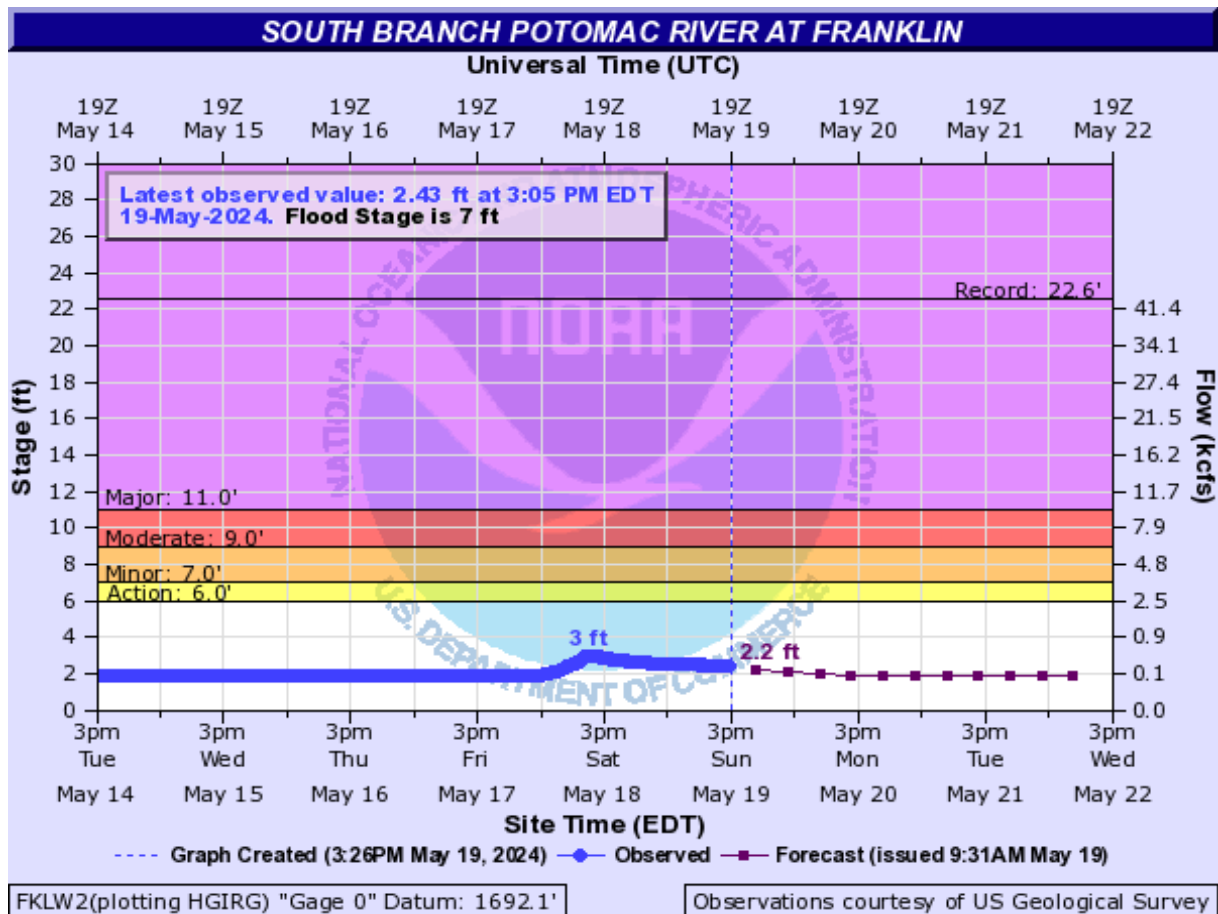 SOUTH BRANCH POTOMAC RIVER AT FRANKLIN
Universal Time (UTC)
19Z 19Z 19Z 19Z 19Z 19Z 19Z 19Z 19Z
May 14 May 15 May 16 May 17 May 18 May 19 May 20 May 21 May 22
Latest observed value: 2.43 ft at 3:05 PM EDT
19-May-2024. Flood Stage is 7 ft
Stage (ft)
30
28
26
24
22
20
18
16
14
12
10
8
6
4
2
0
Record: 22.6'
Major: 11.0'
Moderate: 9.0'
Minor: 7.0'
Action: 6.0'
NATIONAL OCEANIC AND ATMOSPHERIC ADMINISTRATION
NOAA
U.S. DEPARTMENT OF COMMERCE
3 ft
2.2 ft
Flow (kcfs)
41.4
34.1
27.4
21.5
16.2
11.7
7.9
4.8
2.5
0.9
0.1
0.0
3pm 3pm 3pm 3pm 3pm 3pm 3pm 3pm 3pm
Tue Wed Thu Fri Sat Sun Mon Tue Wed
May 14 May 15 May 16 May 17 May 18 May 19 May 20 May 21 May 22
Site Time (EDT)
Graph Created (3:26PM May 19, 2024) Observed Forecast (issued 9:31AM May 19)
FKLW2(plotting HGIRG) "Gage 0" Datum: 1692.1'
Observations courtesy of US Geological Survey